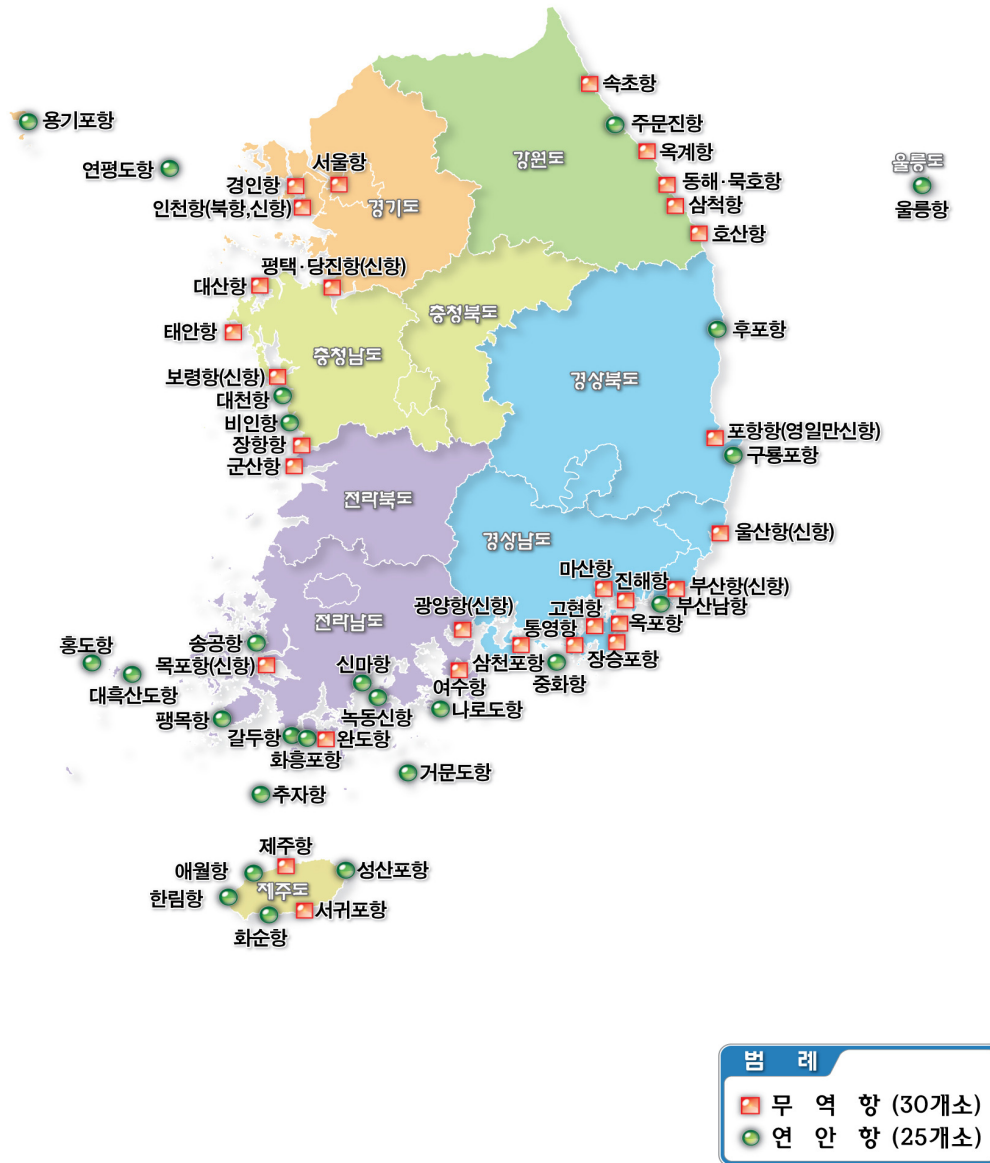 속초항
용기포항
주문진항
옥계항
강원도
연평도항
서울항
울릉도
경인항
동해·묵호항
인천항(북항,신항)
경기도
삼척항
울릉항
호산항
평택·당진항(신항)
대산항
충청북도
태안항
후포항
충청남도
보령항(신항)
경상북도
대천항
비인항
포항항(영일만신항)
장항항
구룡포항
군산항
전라북도
울산항(신항)
경상남도
마산항
진해항
부산항(신항)
광양항(신항)
고현항
부산남항
전라남도
통영항
옥포항
홍도항
송공항
목포항(신항)
신마항
삼천포항
장승포항
중화항
대흑산도항
여수항
팽목항
녹동신항
나로도항
갈두항
완도항
화흥포항
거문도항
추자항
제주항
애월항
성산포항
제주도
한림항
서귀포항
화순항
범 례
무 역 항 (30개소)
연 안 항 (25개소)